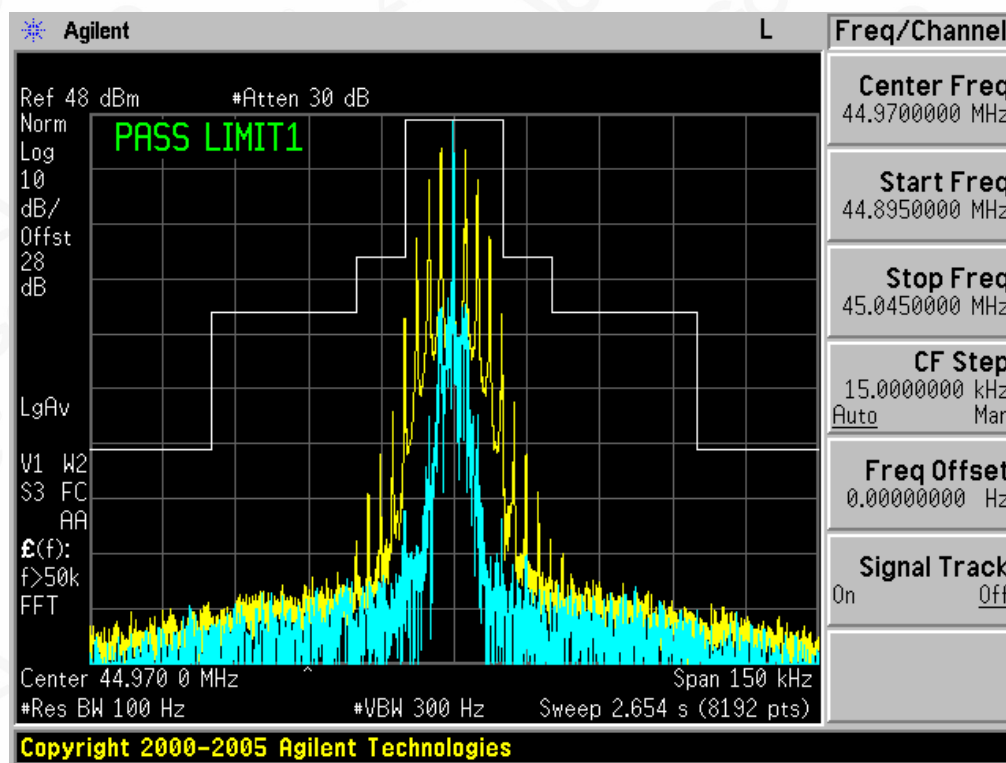 Agilent L Freq/Channel
Ref 48 dBm #Atten 30 dB
Norm
Log
10
dB/
Offst
28
dB
PASS LIMIT1
LgAv
V1 W2
S3 FC
AA
£(f):
f>50k
FFT
Center 44.970 0 MHz Span 150 kHz
#Res BW 100 Hz #VBW 300 Hz Sweep 2.654 s (8192 pts)
Center Freq
44.9700000 MHz
Start Freq
44.8950000 MHz
Stop Freq
45.0450000 MHz
CF Step
15.0000000 kHz
Auto Man
Freq Offset
0.00000000 Hz
Signal Track
On Off
Copyright 2000-2005 Agilent Technologies